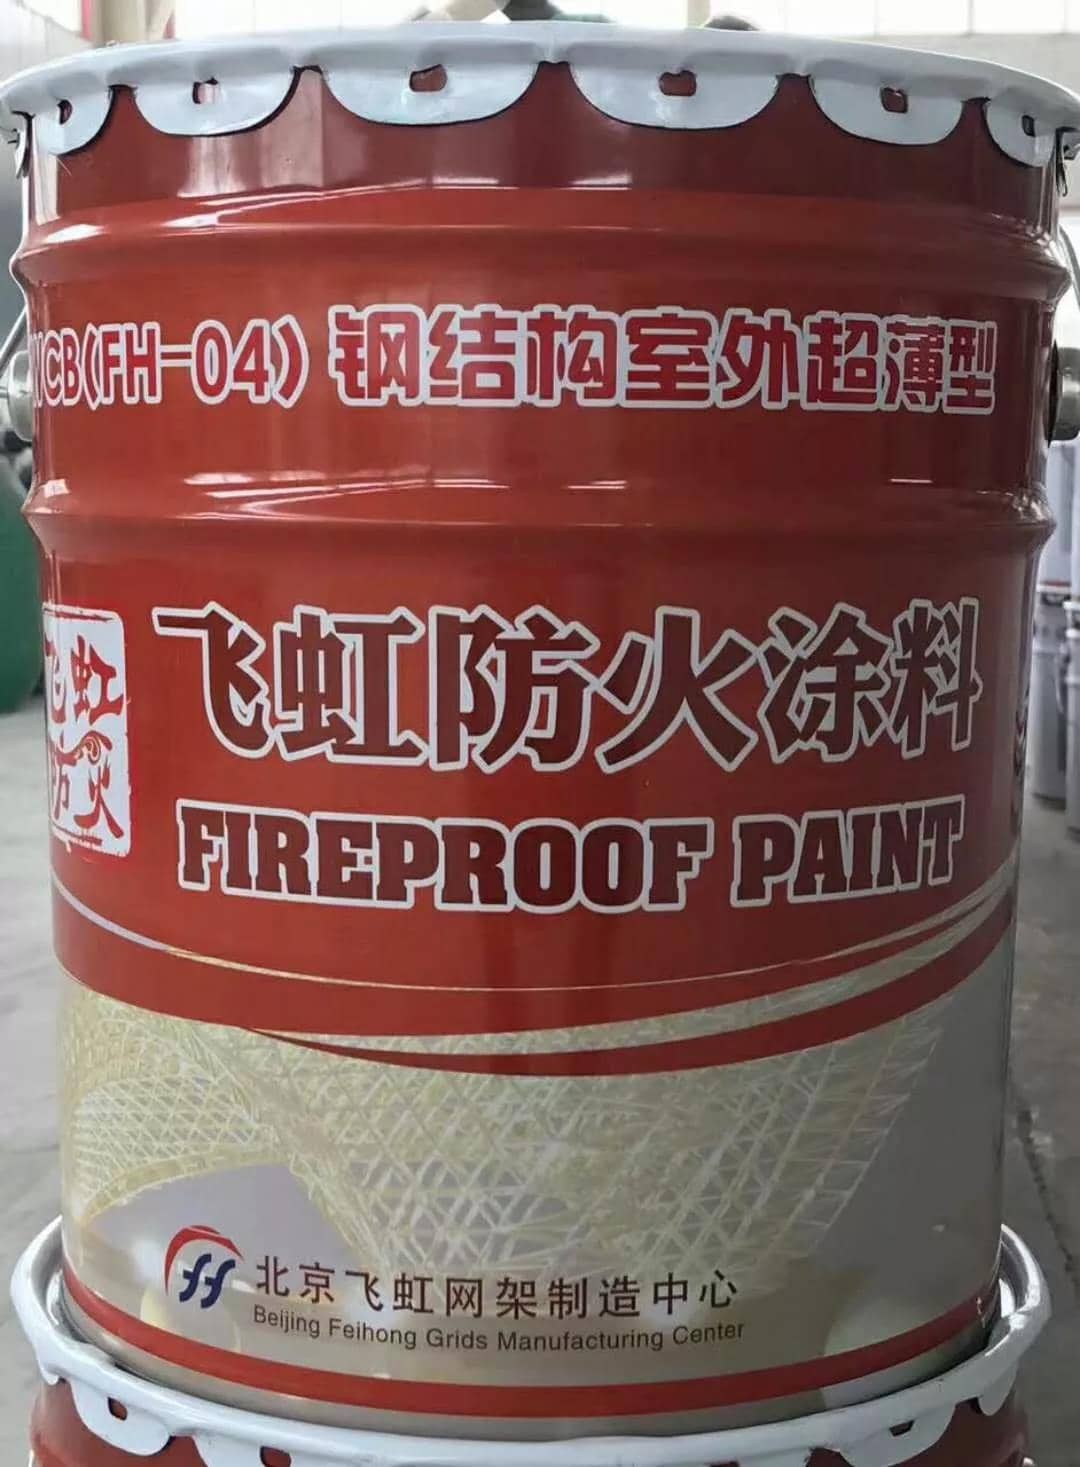 WCB(FH-04) 钢结构室外超薄型
飞虹
防火
飞虹防火涂料
FIREPROOF PAINT
北京飞虹网架制造中心
Beijing Feihong Grids Manufacturing Center